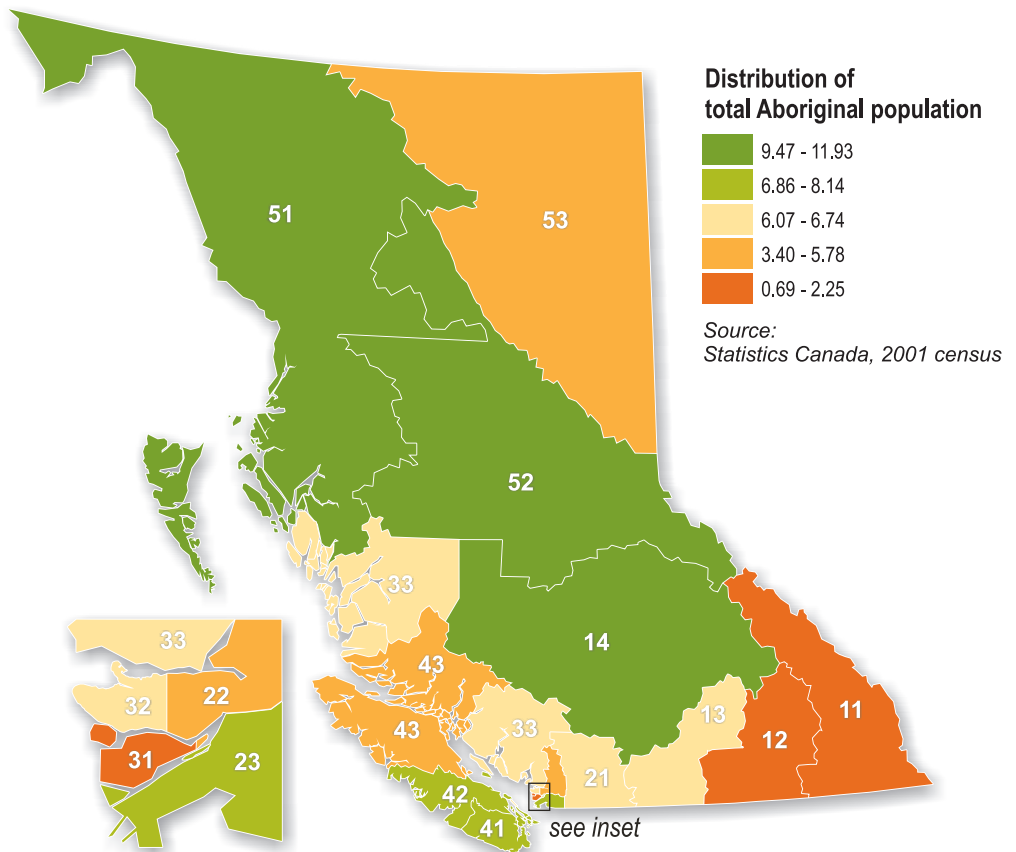 Distribution of
total Aboriginal population
9.47 - 11.93
6.86 - 8.14
6.07 - 6.74
3.40 - 5.78
0.69 - 2.25
Source:
Statistics Canada, 2001 census
51
53
52
33
14
43
11
13
33
43
12
21
42
41
see inset
33
22
32
31
23